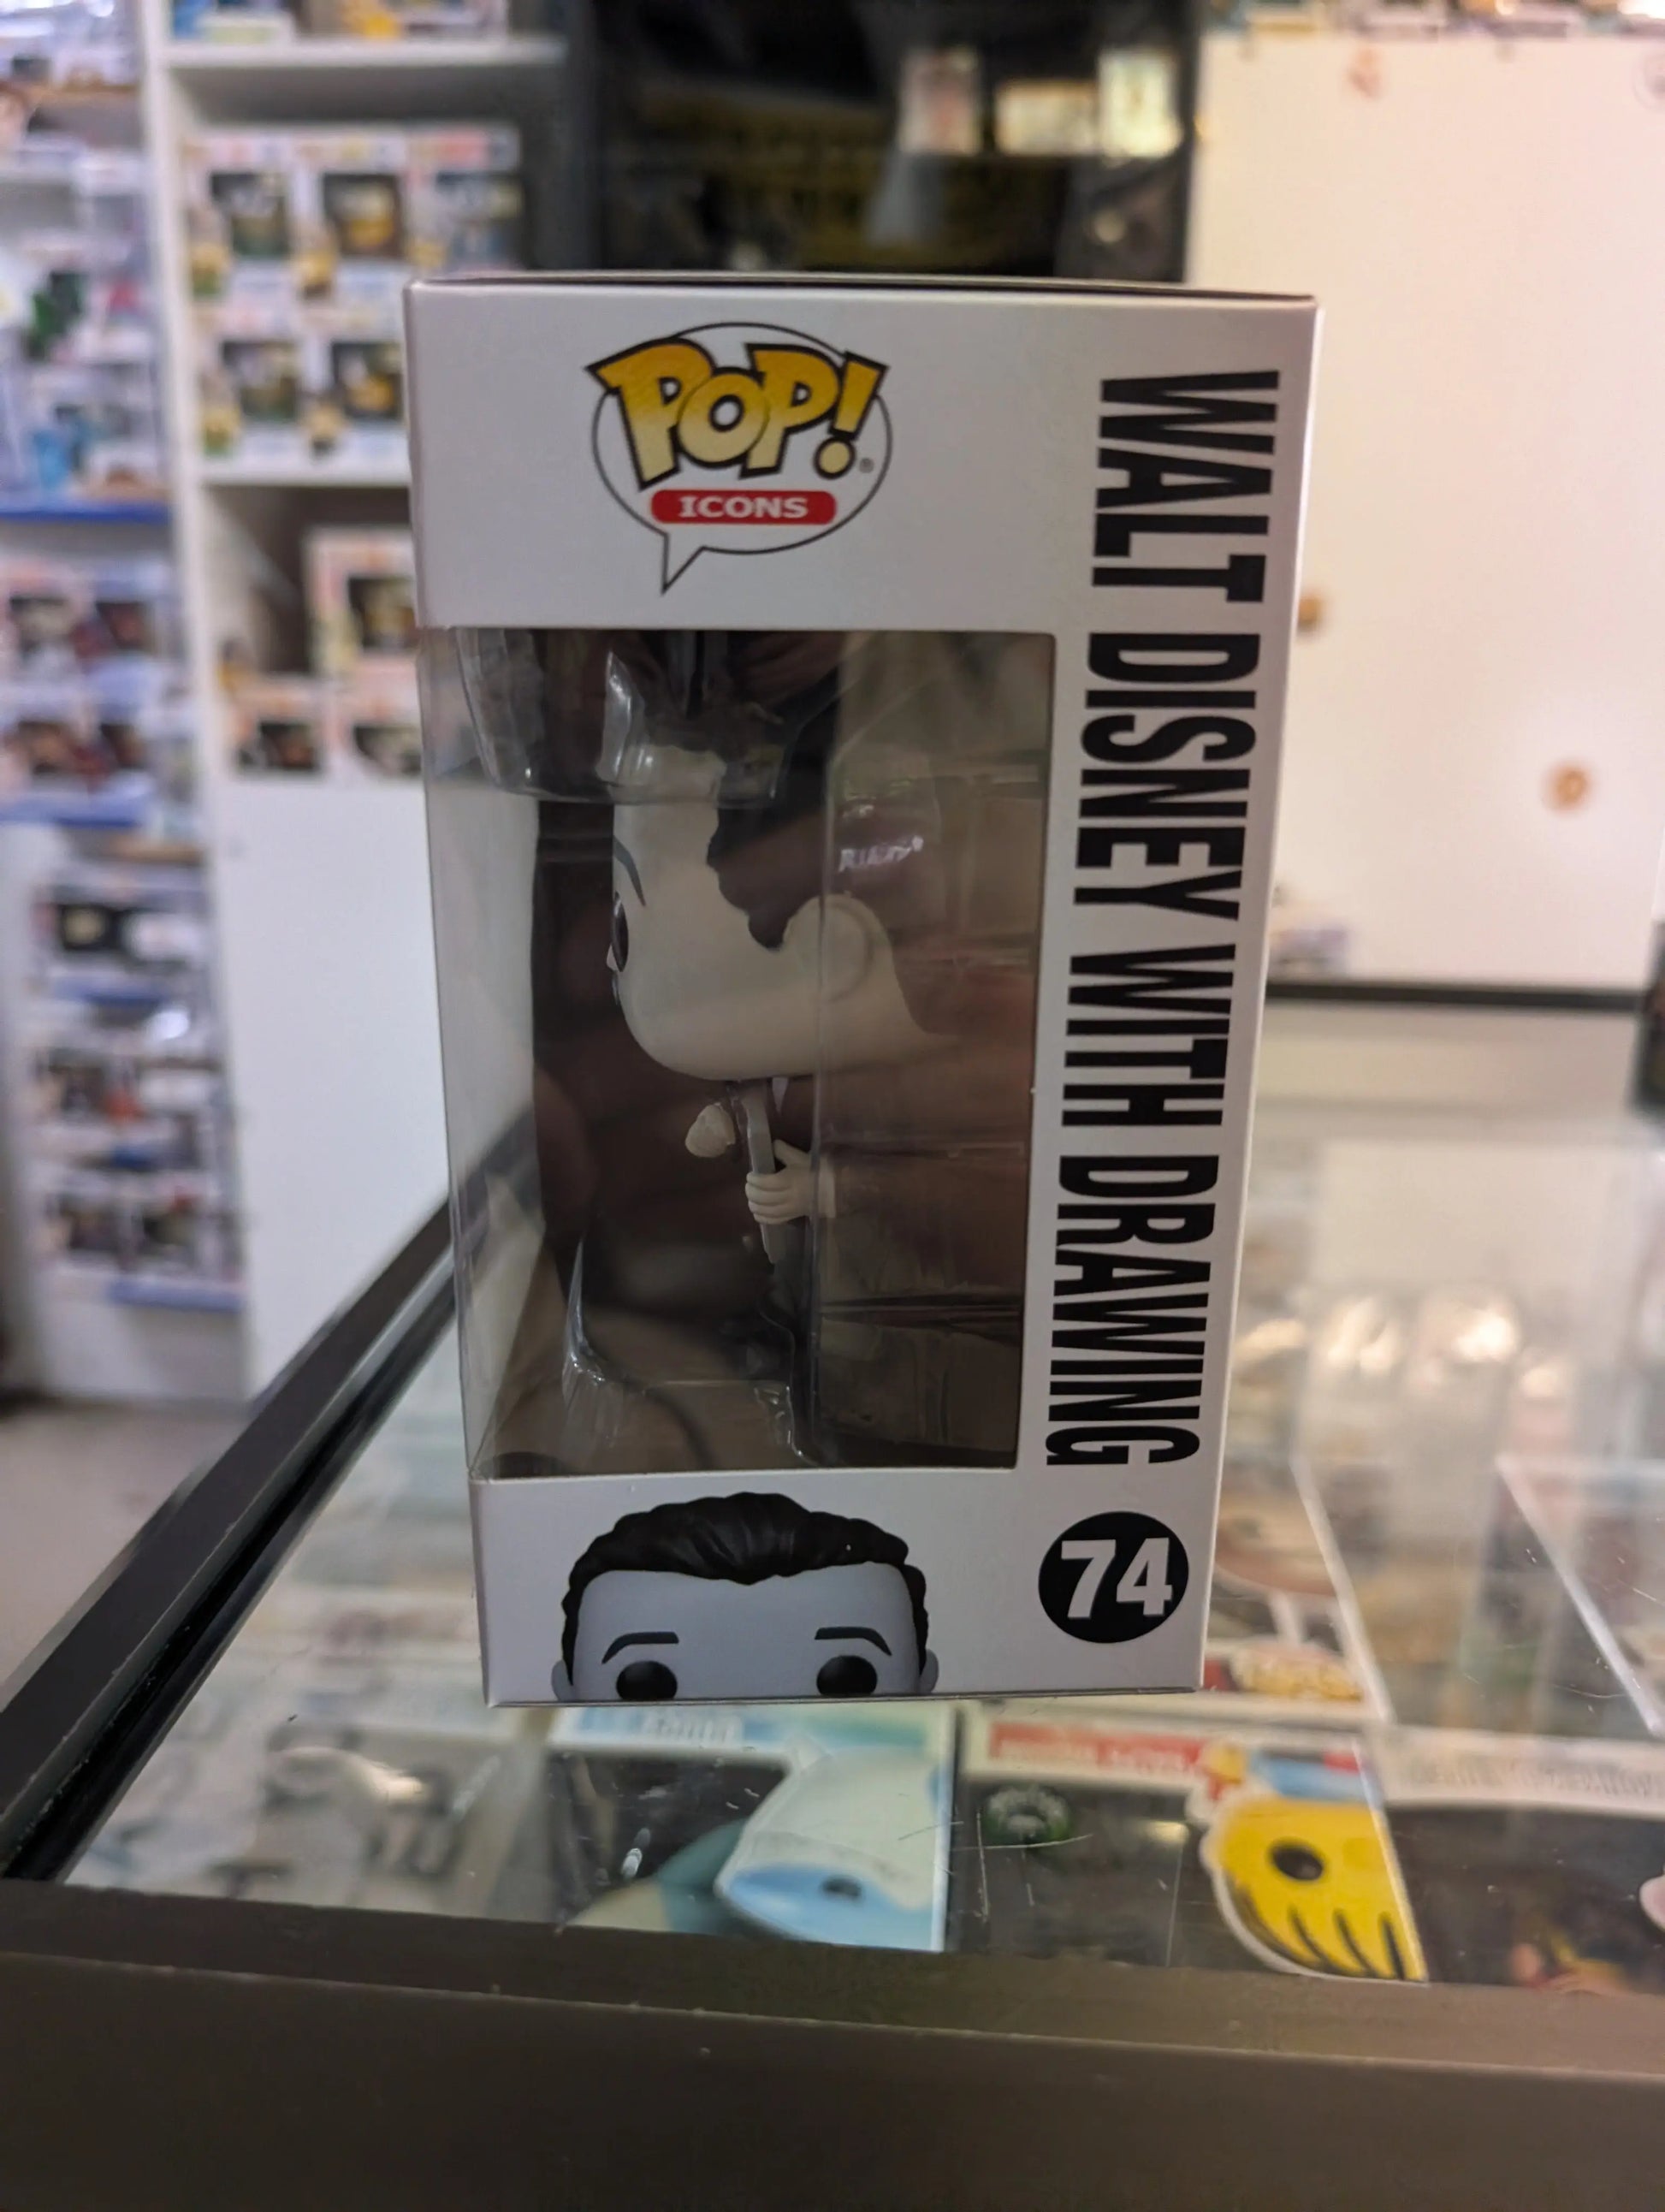 POP!
ICONS
WALT DISNEY WITH DRAWING
74